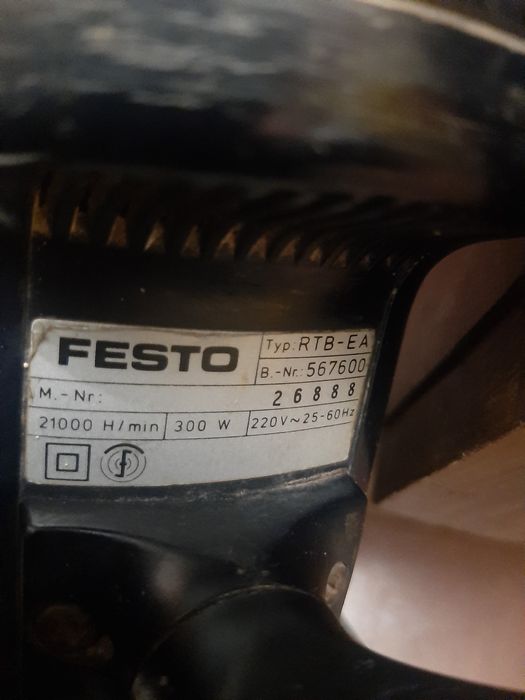 FESTO
Typ: RTB-EA
B.-Nr.: 567600
M.-Nr: 26888
21000 H/min 300 W 220V~25-60Hz